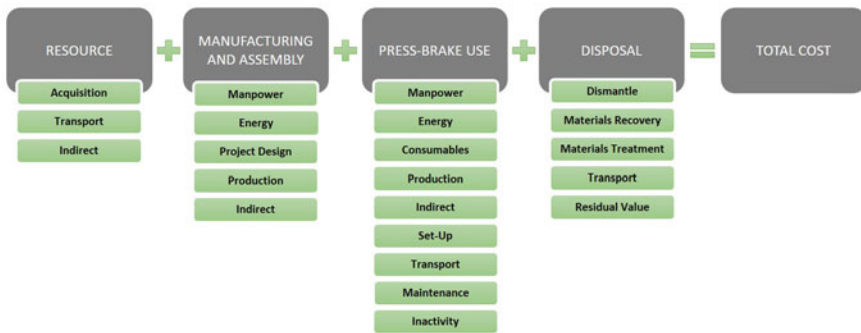 RESOURCE
Acquisition
Transport
Indirect
MANUFACTURING
AND ASSEMBLY
Manpower
Energy
Project Design
Production
Indirect
PRESS-BRAKE USE
Manpower
Energy
Consumables
Production
Indirect
Set-Up
Transport
Maintenance
Inactivity
DISPOSAL
Dismantle
Materials Recovery
Materials Treatment
Transport
Residual Value
TOTAL COST